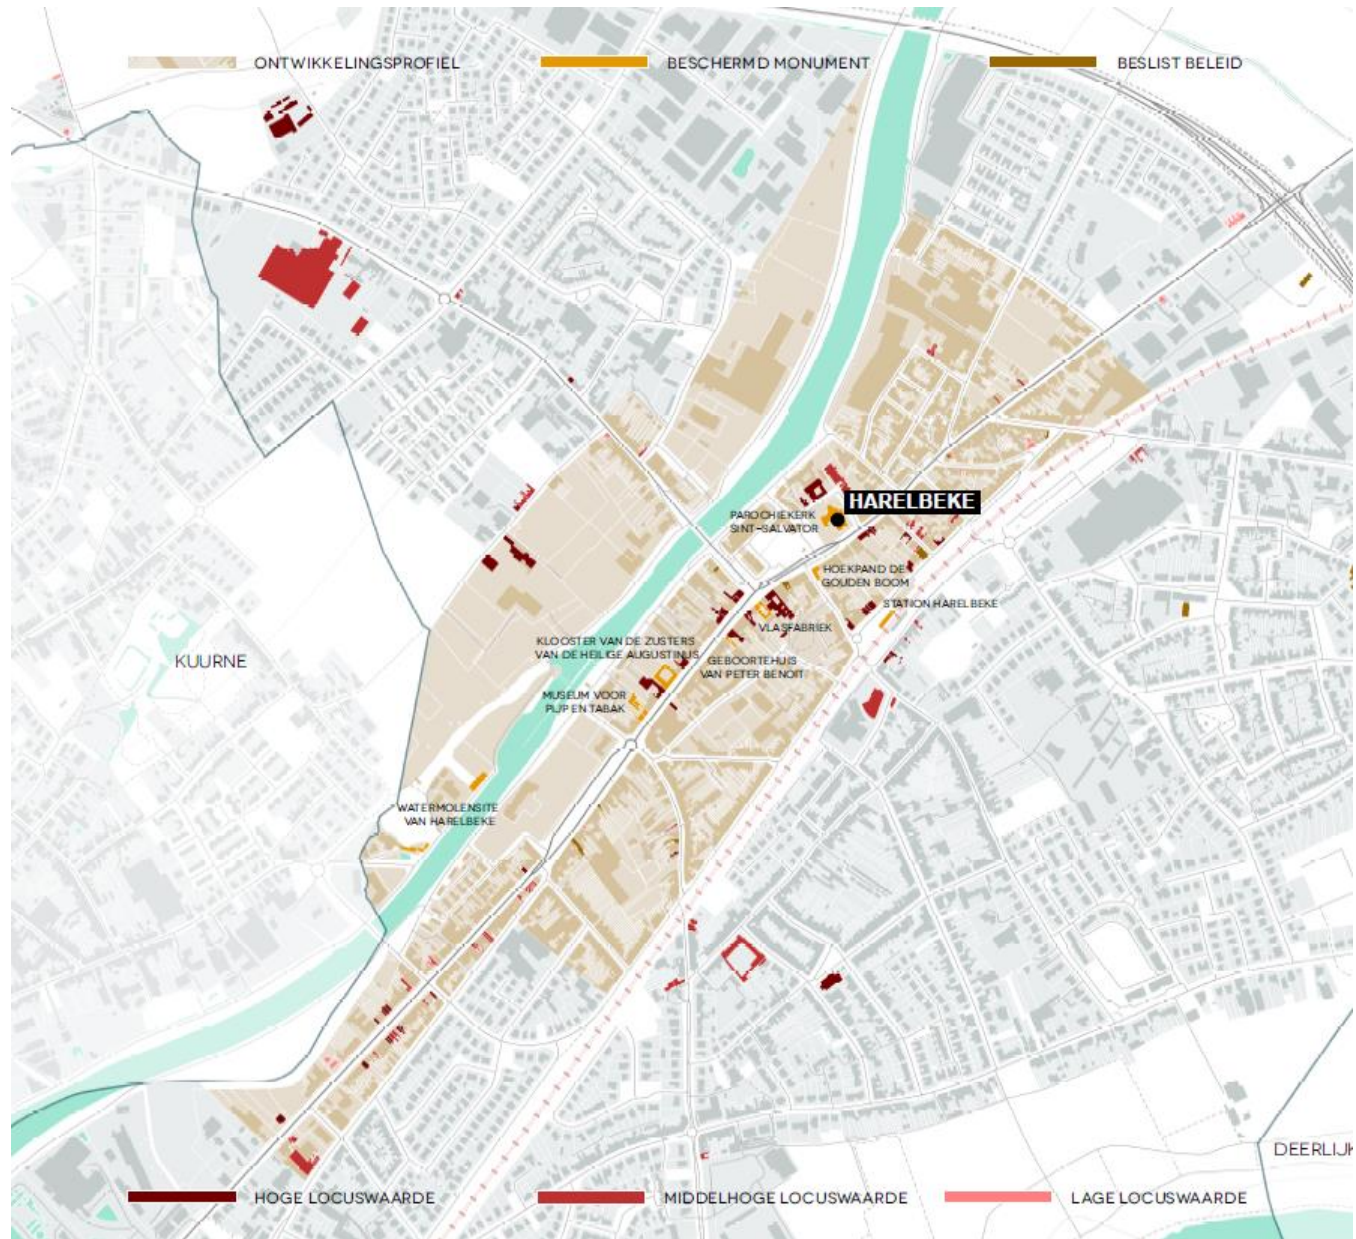 ONTWIKKELINGSPROFIEL
BESCHERMD MONUMENT
BESLIST BELEID
HARELBEKE
PAROCHIEKERK
SINT-SALVATOR
HOEKPAND DE
GOUDEN BOOM
STATION HARELBEKE
VLASFABRIEK
KLOOSTER VAN DE ZUSTERS
VAN DE HEILIGE AUGUSTINUS
GEBOORTEHUIS
VAN PETER BENOIT
KUURNE
MUSEUM VOOR
PIJP EN TABAK
WATERMOLENSITE
VAN HARELBEKE
DEERLIJK
HOGE LOCUSWAARDE
MIDDELHOGE LOCUSWAARDE
LAGE LOCUSWAARDE